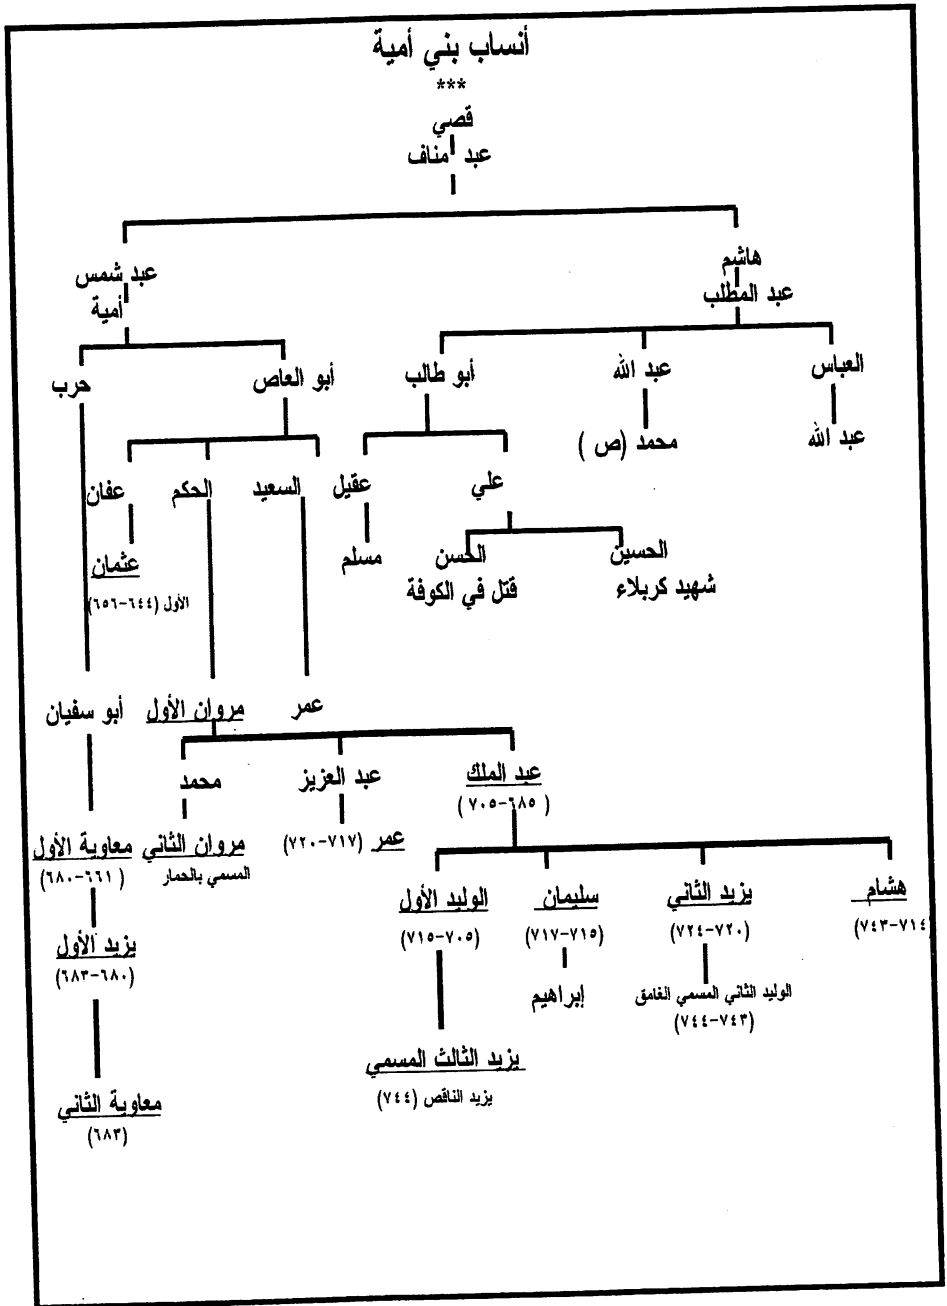 أنساب بني أمية
***
قصي
عبد مناف
هاشم
عبد شمس
عبد المطلب
أمية
العباس
عبد الله
أبو طالب
أبو العاص
حرب
عبد الله
محمد (ص)
علي
عقيل
السعيد
الحكم
عفان
الحسين
الحسن
مسلم
عثمان
شهيد كربلاء
قتل في الكوفة
الأول (٦٤٤-٦٥٦)
عمر
مروان الأول
أبو سفيان
عبد الملك
عبد العزيز
محمد
(٦٨٥-٧٠٥)
عمر (٧١٧-٧٢٠)
مروان الثاني
معاوية الأول
المسمي بالحمار
(٦٦١-٦٨٠)
هشام
يزيد الثاني
سليمان
الوليد الأول
(٧١٤-٧٤٣)
(٧٢٠-٧٢٤)
(٧١٥-٧١٧)
(٧٠٥-٧١٥)
يزيد الأول
(٦٨٠-٦٨٣)
الوليد الثاني المسمي الغامق
إبراهيم
(٧٤٣-٧٤٤)
يزيد الثالث المسمي
يزيد الناقص (٧٤٤)
معاوية الثاني
(٦٨٣)